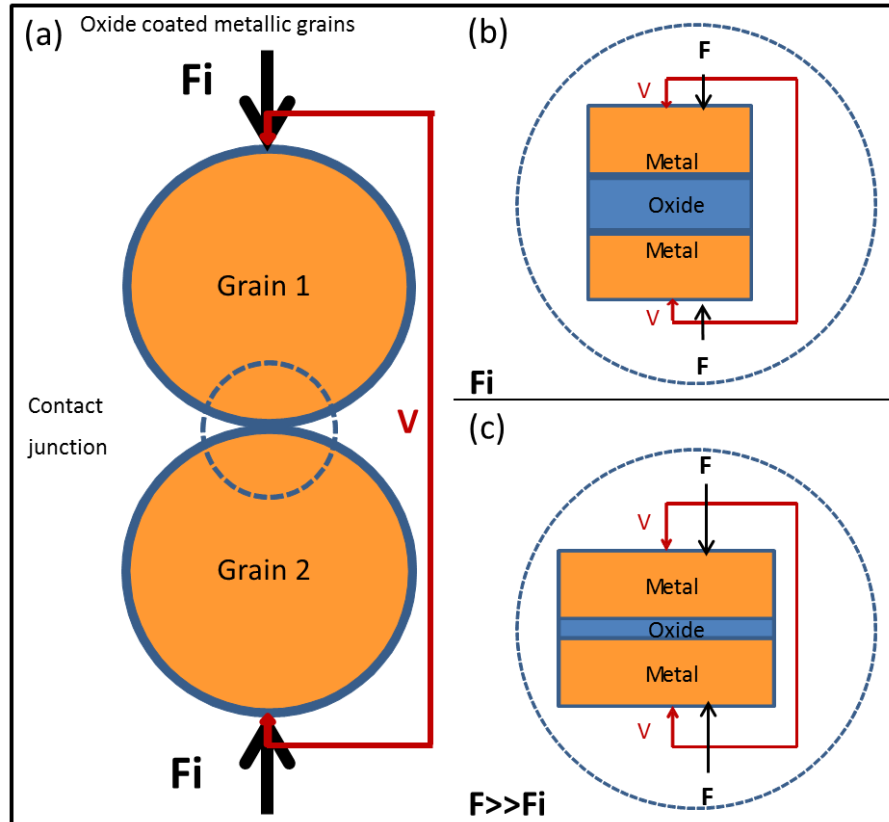 (a)
Oxide coated metallic grains
Fi
Grain 1
Contact
junction
V
Grain 2
Fi
(b)
F
V
Metal
Oxide
Metal
V
F
Fi
(c)
F
V
Metal
Oxide
Metal
V
F
F>>Fi